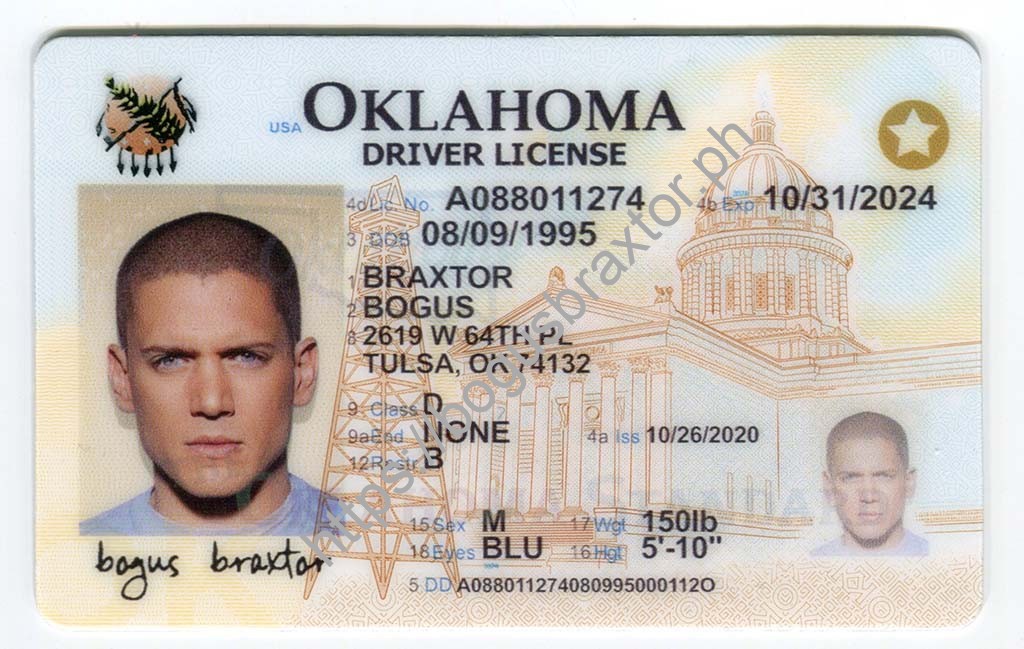 OKLAHOMA
USA
DRIVER LICENSE
4d Lic No. A088011274 4b Exp 10/31/2024
3 DOB 08/09/1995
1 BRAXTOR
2 BOGUS
8 2619 W 64TH PL
TULSA, OK 74132
9 Class D
9a End NONE 4a Iss 10/26/2020
12 Restr B
15 Sex M 17 Wgt 150lb
18 Eyes BLU 16 Hgt 5'-10"
5 DD A088011274080995000112O
bogus braxtor
https://bogusbraxtor.ph